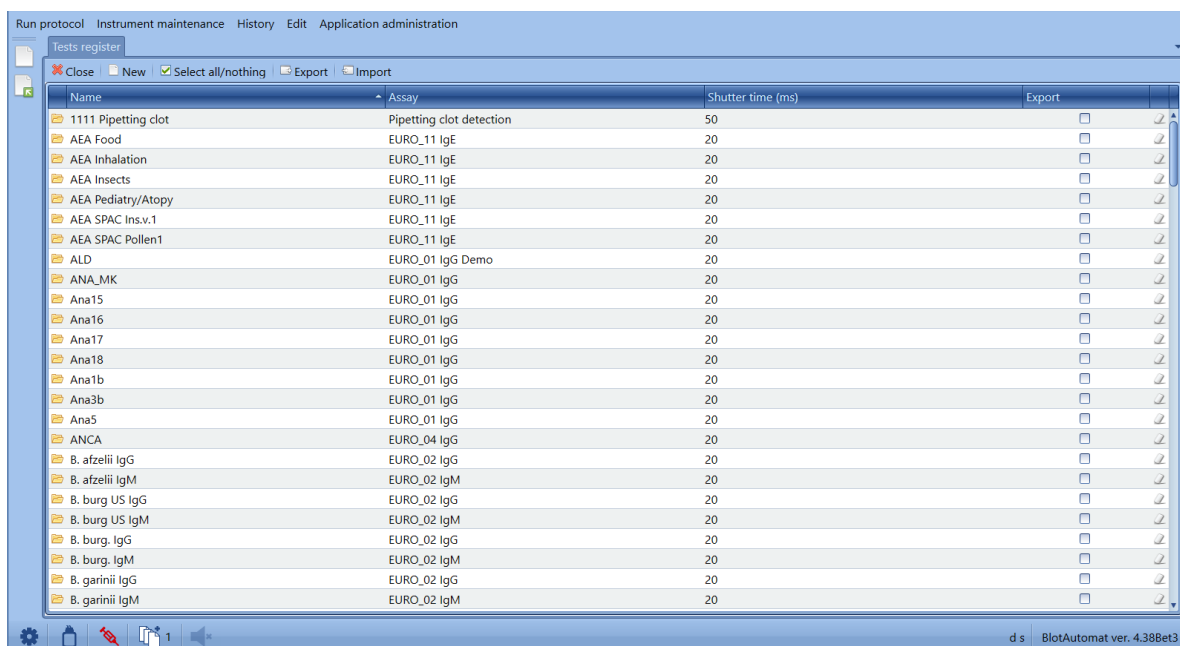 Run protocol Instrument maintenance History Edit Application administration
Tests register
Close New Select all/nothing Export Import
Name Assay Shutter time (ms) Export
1111 Pipetting clot Pipetting clot detection 50
AEA Food EURO_11 IgE 20
AEA Inhalation EURO_11 IgE 20
AEA Insects EURO_11 IgE 20
AEA Pediatry/Atopy EURO_11 IgE 20
AEA SPAC Ins.v.1 EURO_11 IgE 20
AEA SPAC Pollen1 EURO_11 IgE 20
ALD EURO_01 IgG Demo 20
ANA_MK EURO_01 IgG 20
Ana15 EURO_01 IgG 20
Ana16 EURO_01 IgG 20
Ana17 EURO_01 IgG 20
Ana18 EURO_01 IgG 20
Ana1b EURO_01 IgG 20
Ana3b EURO_01 IgG 20
Ana5 EURO_01 IgG 20
ANCA EURO_04 IgG 20
B. afzelii IgG EURO_02 IgG 20
B. afzelii IgM EURO_02 IgM 20
B. burg US IgG EURO_02 IgG 20
B. burg US IgM EURO_02 IgM 20
B. burg. IgG EURO_02 IgG 20
B. burg. IgM EURO_02 IgM 20
B. garinii IgG EURO_02 IgG 20
B. garinii IgM EURO_02 IgM 20
1 d s BlotAutomat ver. 4.38Bet3